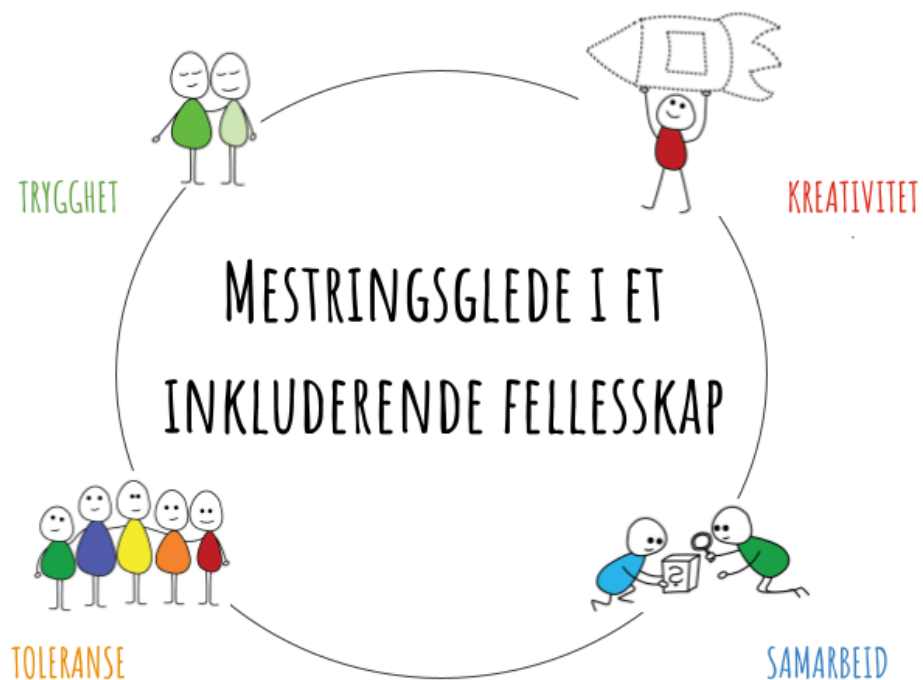 TRYGGHET
KREATIVITET
MESTRINGSGLEDE I ET
INKLUDERENDE FELLESSKAP
TOLERANSE
SAMARBEID